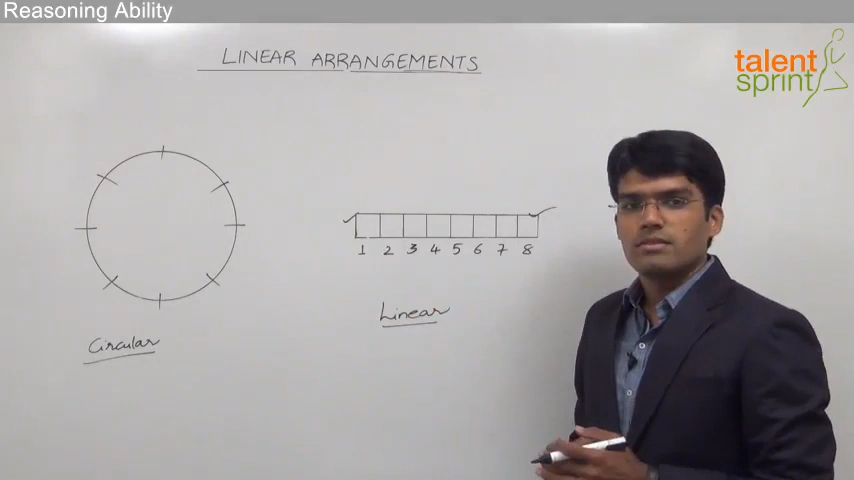 Reasoning Ability
LINEAR ARRANGEMENTS
talent
sprint
1 2 3 4 5 6 7 8
Linear
Circular